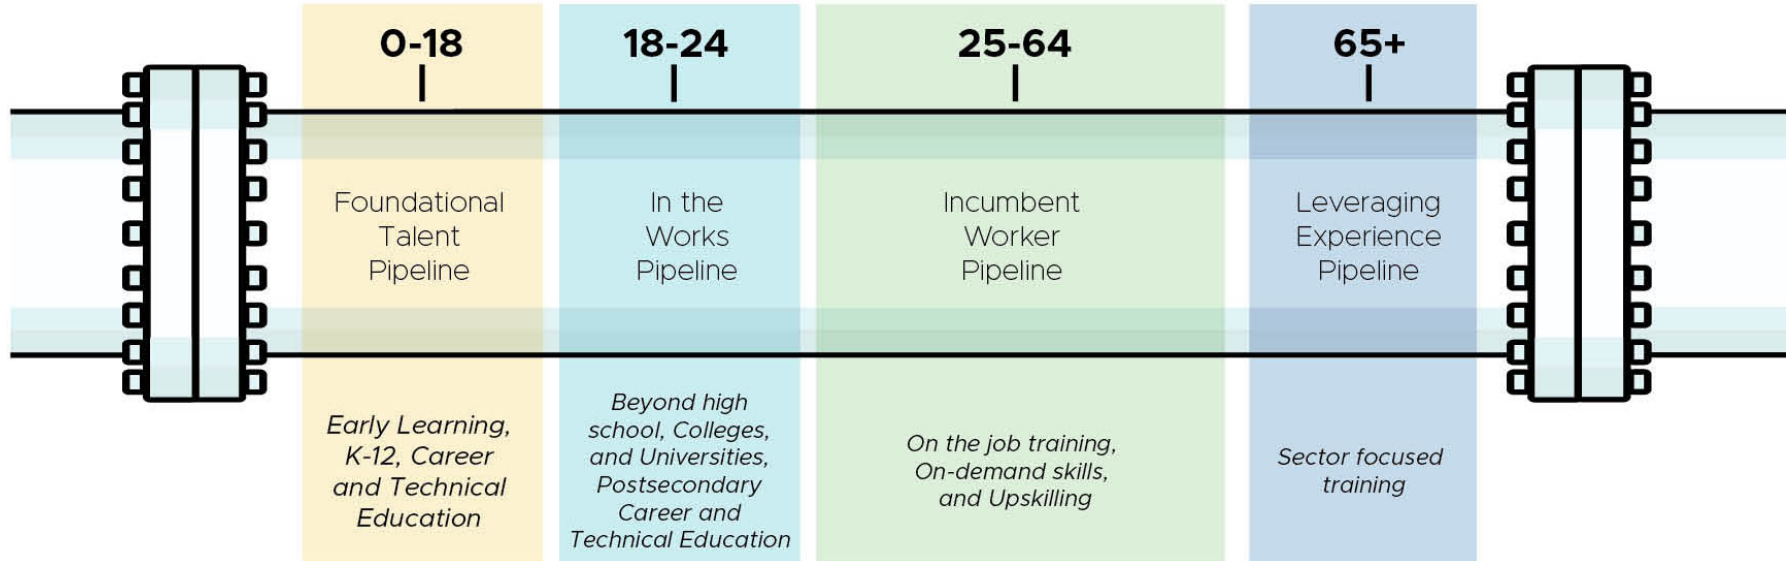 0-18
Foundational
Talent
Pipeline
Early Learning,
K-12, Career
and Technical
Education
18-24
In the
Works
Pipeline
Beyond high
school, Colleges,
and Universities,
Postsecondary
Career and
Technical Education
25-64
Incumbent
Worker
Pipeline
On the job training,
On-demand skills,
and Upskilling
65+
Leveraging
Experience
Pipeline
Sector focused
training